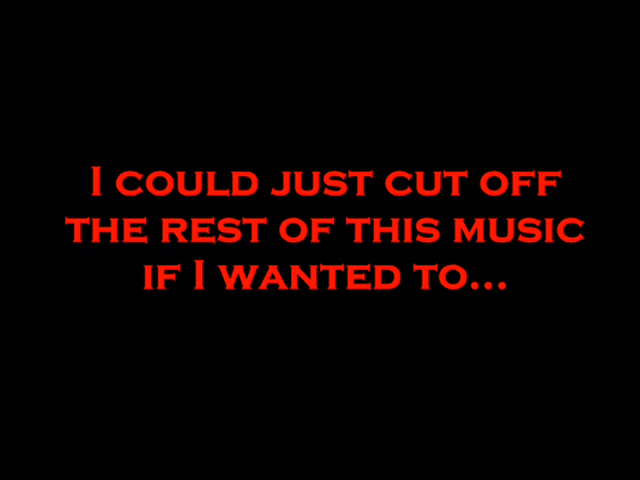 I COULD JUST CUT OFF
THE REST OF THIS MUSIC
IF I WANTED TO...